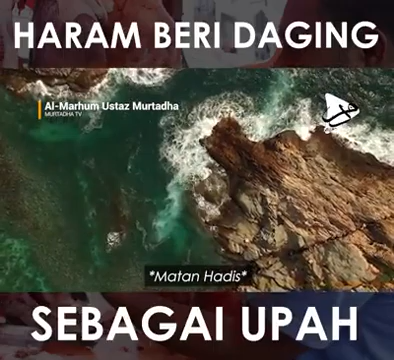 HARAM BERI DAGING
Al-Marhum Ustaz Murtadha
MURTADHA TV
*Matan Hadis*
SEBAGAI UPAH